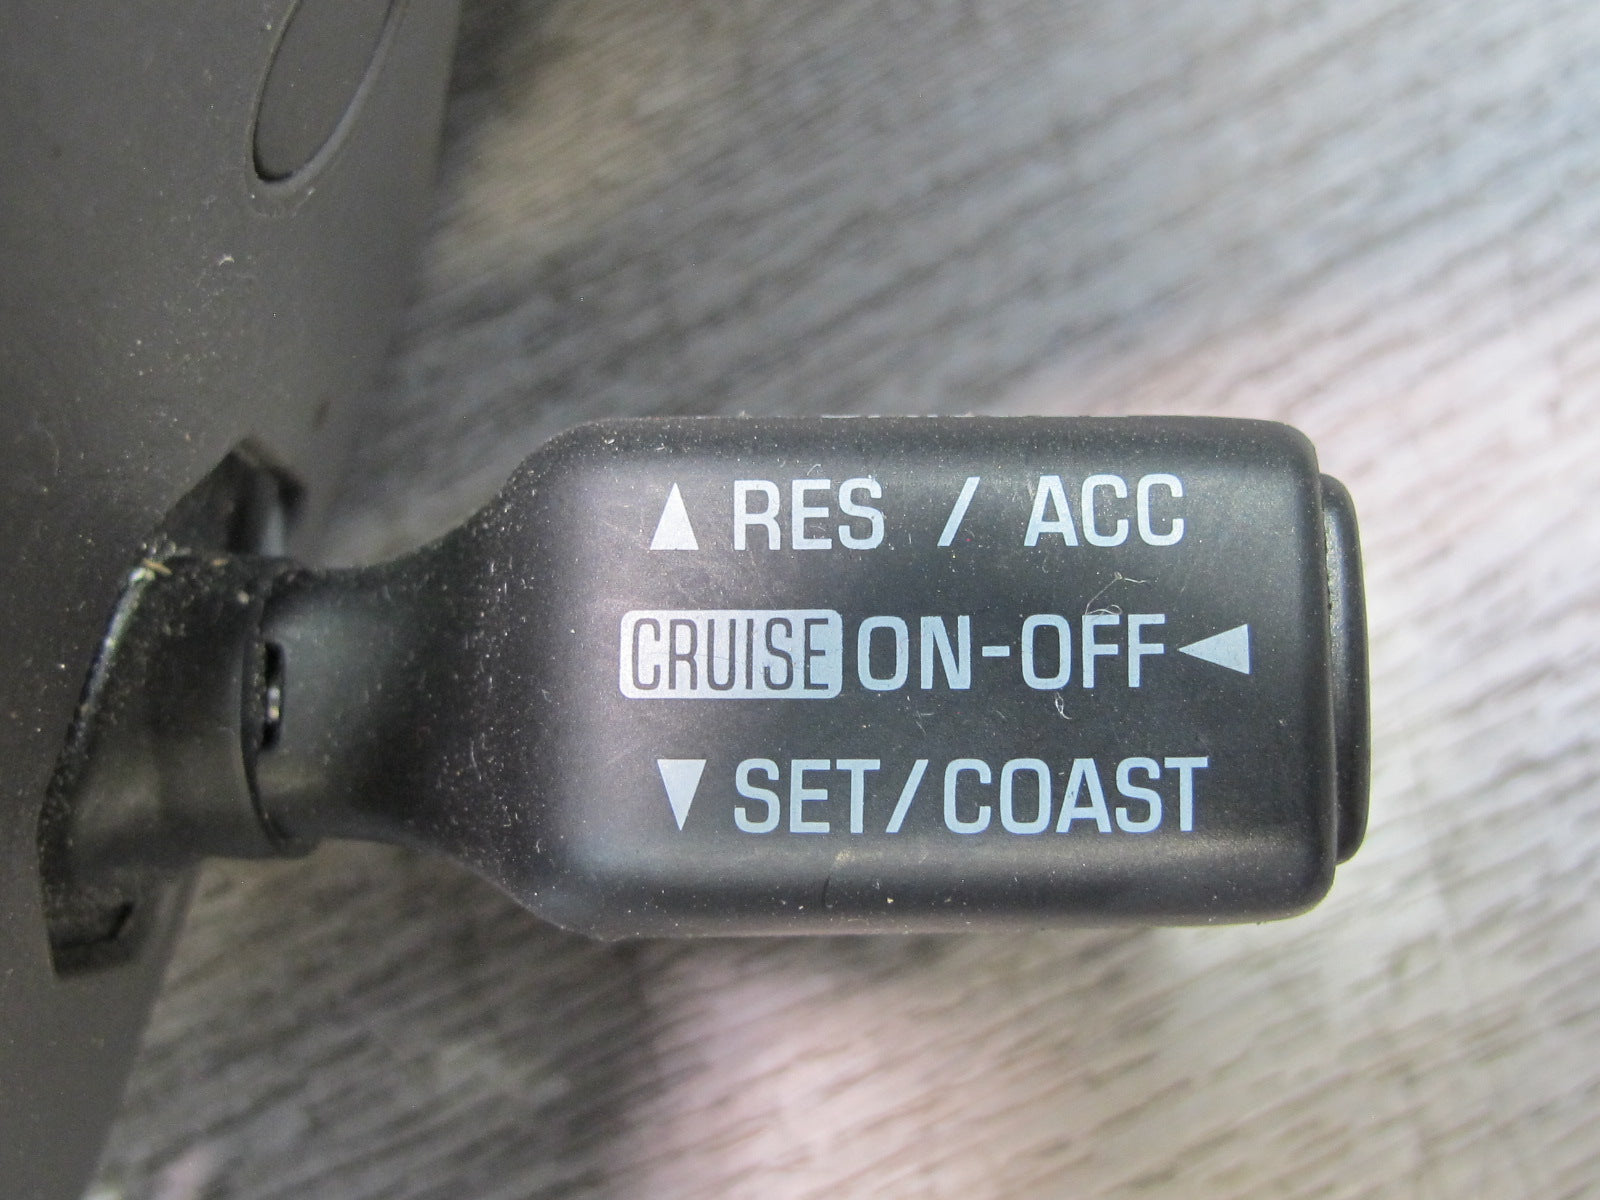 ▲ RES / ACC
CRUISE ON-OFF ◀
▼ SET/COAST